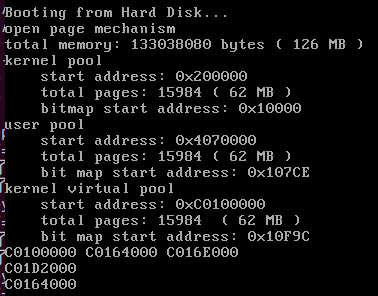 Booting from Hard Disk...
open page mechanism
total memory: 133038080 bytes ( 126 MB )
kernel pool
    start address: 0x200000
    total pages: 15984 ( 62 MB )
    bitmap start address: 0x10000
user pool
    start address: 0x4070000
    total pages: 15984 ( 62 MB )
    bit map start address: 0x107CE
kernel virtual pool
    start address: 0xC0100000
    total pages: 15984  ( 62 MB )
    bit map start address: 0x10F9C
C0100000 C0164000 C016E000
C01D2000
C0164000